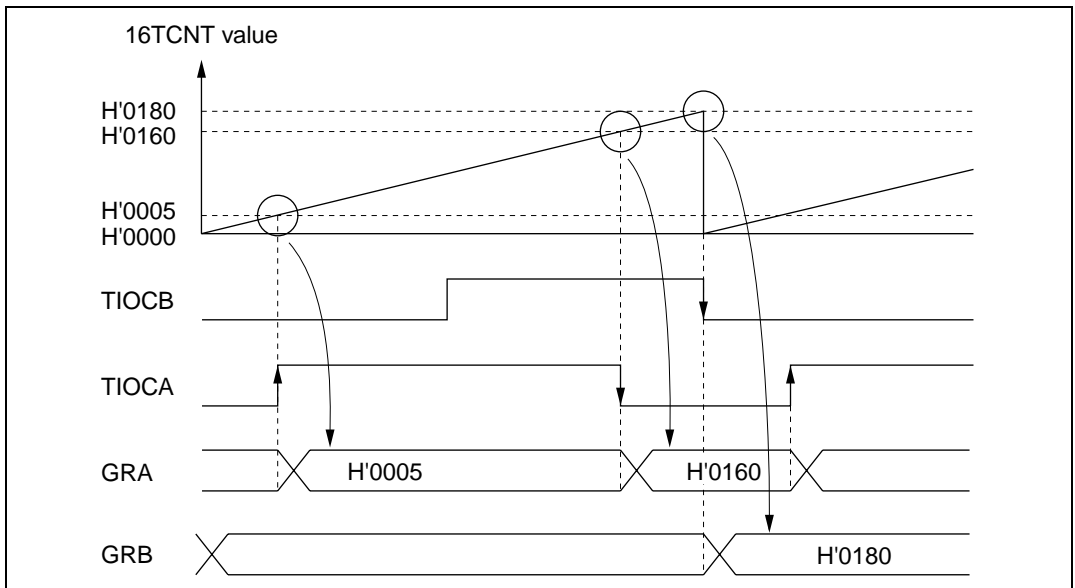 16TCNT value
H'0180
H'0160
H'0005
H'0000
TIOCB
TIOCA
GRA H'0005 H'0160
GRB H'0180